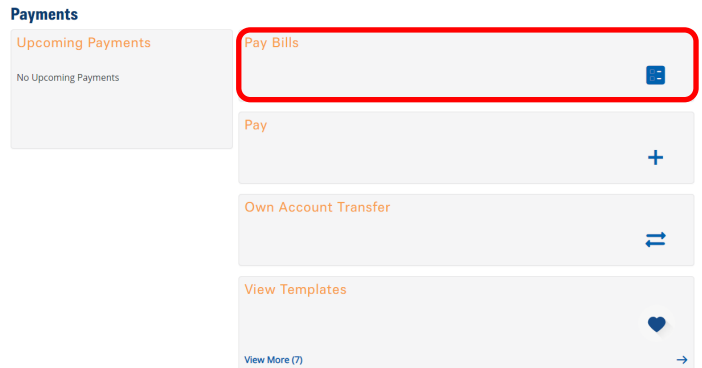 Payments
Upcoming Payments
No Upcoming Payments
Pay Bills
Pay
Own Account Transfer
View Templates
View More (7)